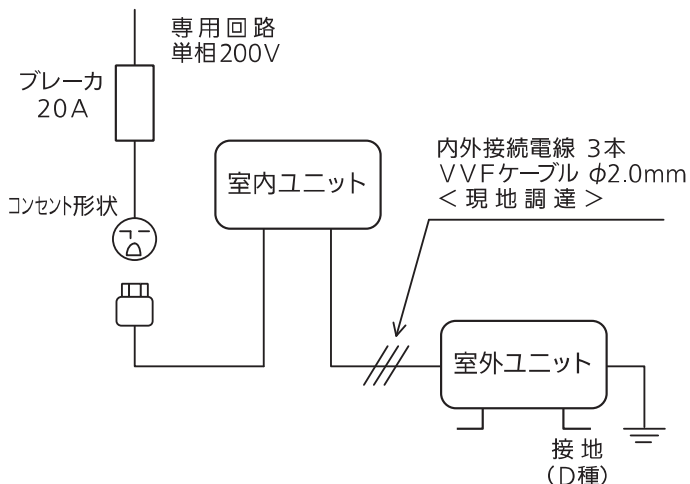 専用回路
単相200V
ブレーカ
20A
コンセント形状
室内ユニット
内外接続電線 3本
VVFケーブル φ2.0mm
<現地調達>
室外ユニット
接地
(D種)